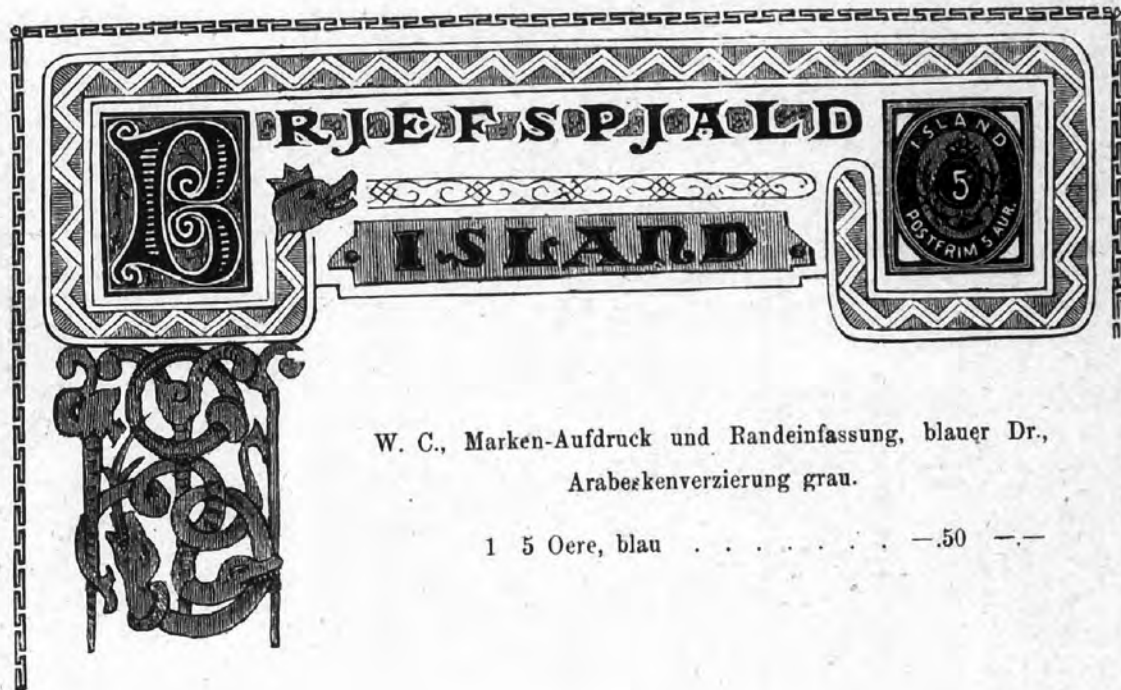 BRJEFSPJALD
ISLAND
ISLAND
5
POSTFRIM 5 AUR.
W. C., Marken-Aufdruck und Randeinfassung, blauer Dr.,
Arabeskenverzierung grau.
1 5 Oere, blau . . . . . . . —.50 —.—